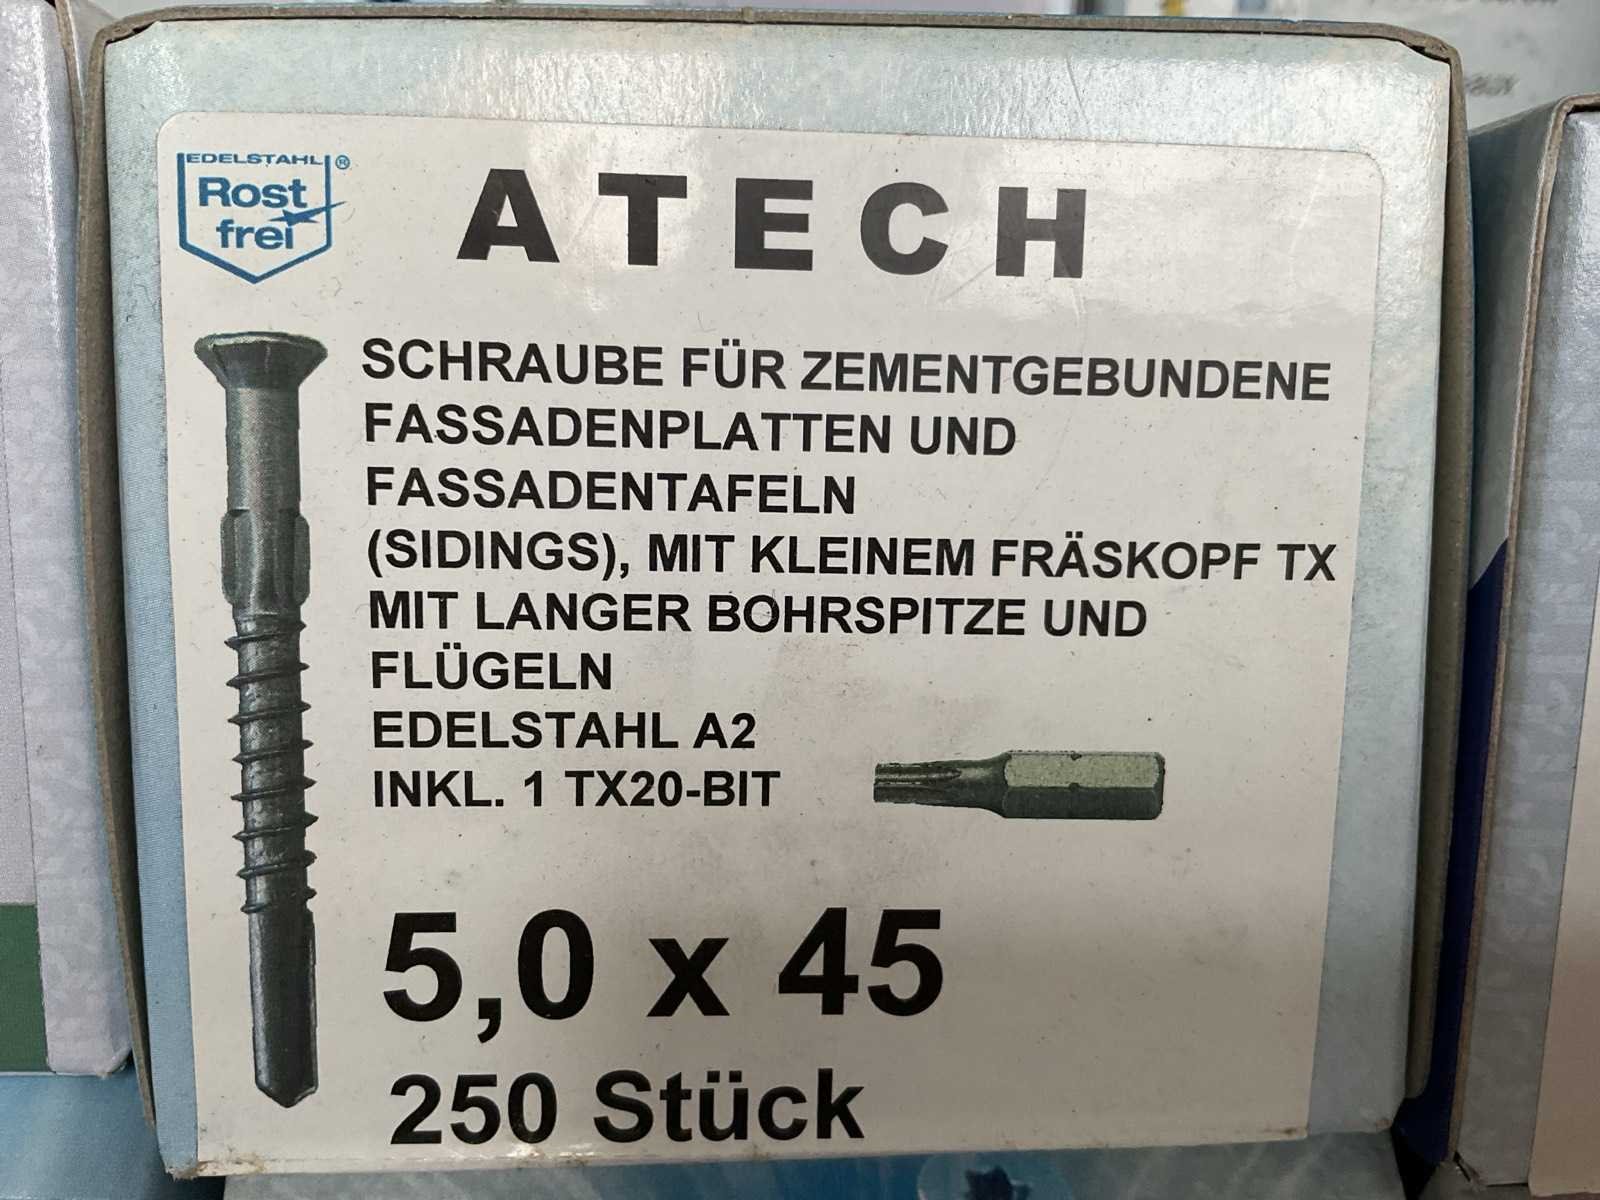 EDELSTAHL ®
Rost
frei
ATECH
SCHRAUBE FÜR ZEMENTGEBUNDENE
FASSADENPLATTEN UND
FASSADENTAFELN
(SIDINGS), MIT KLEINEM FRÄSKOPF TX
MIT LANGER BOHRSPITZE UND
FLÜGELN
EDELSTAHL A2
INKL. 1 TX20-BIT
5,0 x 45
250 Stück